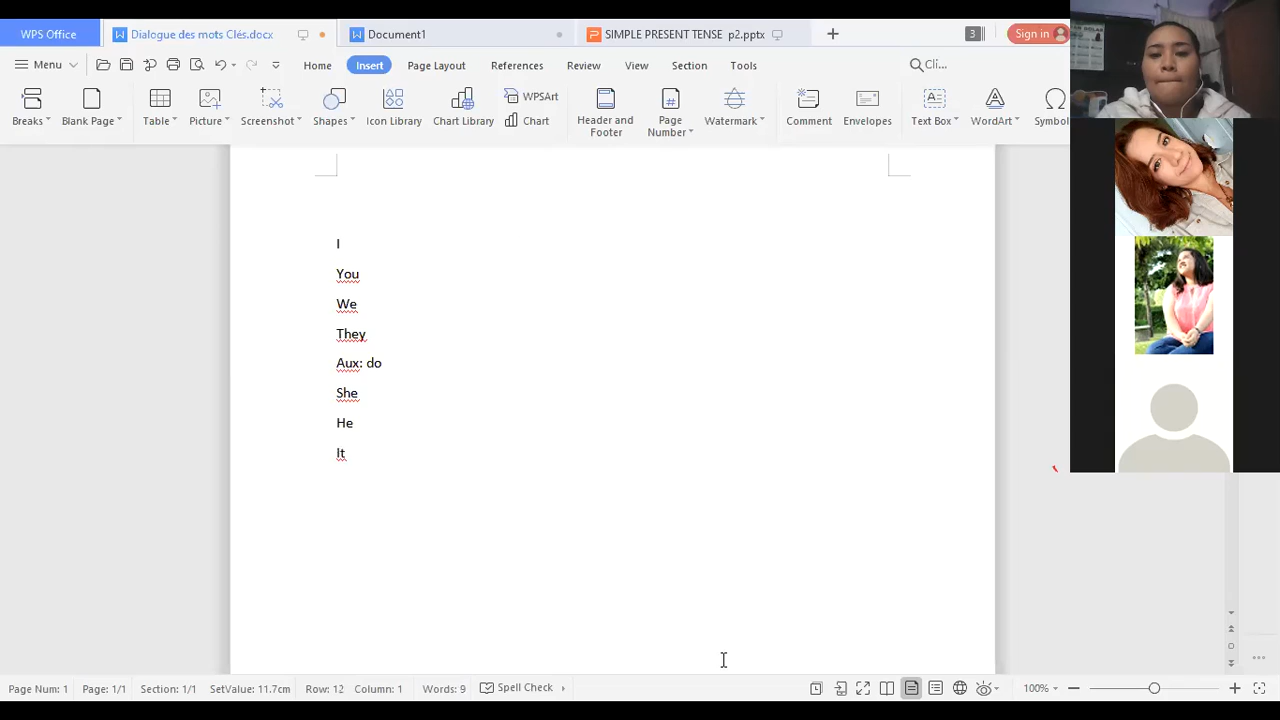 WPS Office Dialogue des mots Clés.docx Document1 SIMPLE PRESENT TENSE p2.pptx 3 Sign in
Menu Home Insert Page Layout References Review View Section Tools Cli...
Breaks Blank Page Table Picture Screenshot Shapes Icon Library Chart Library WPSArt Chart Header and Footer Page Number Watermark Comment Envelopes Text Box WordArt Symbol
I
You
We
They
Aux: do
She
He
It
Page Num: 1 Page: 1/1 Section: 1/1 SetValue: 11.7cm Row: 12 Column: 1 Words: 9 Spell Check 100%